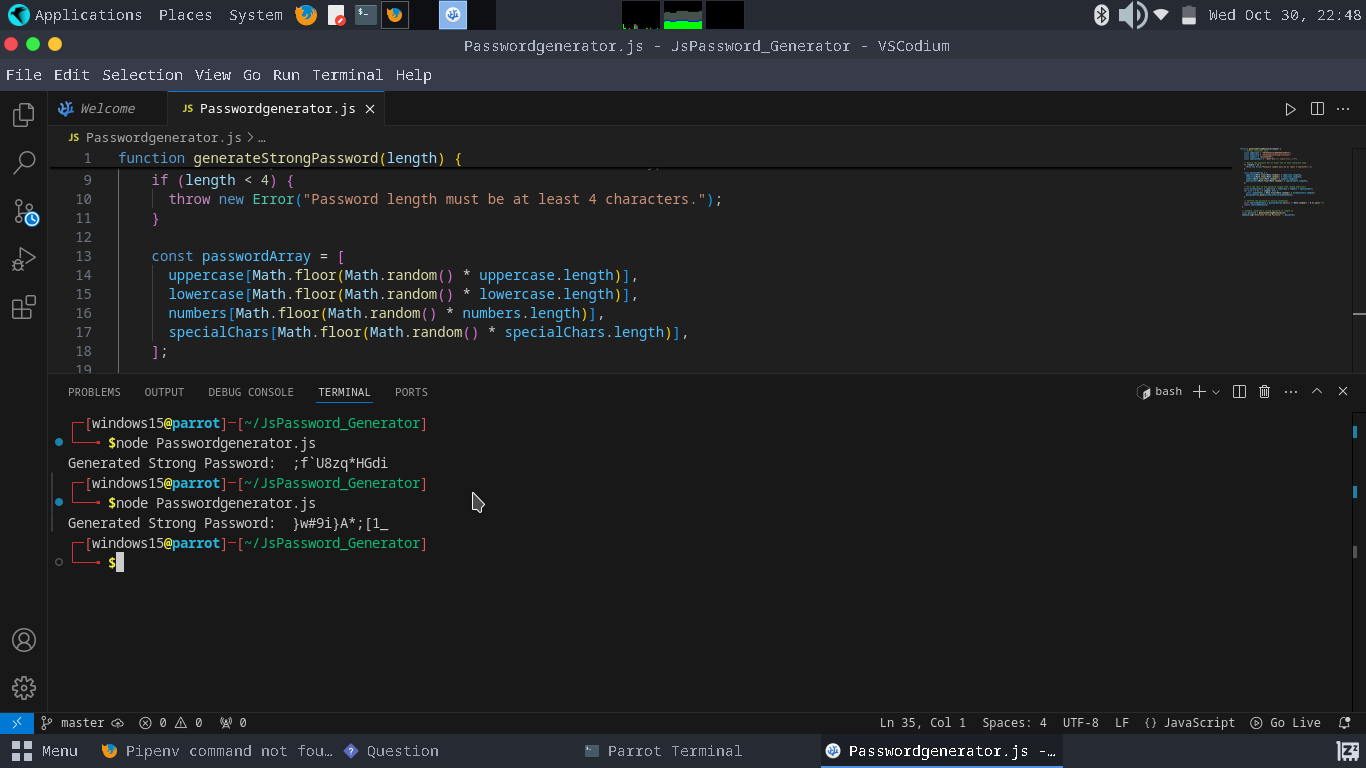 Applications Places System Wed Oct 30, 22:48
Passwordgenerator.js - JsPassword_Generator - VSCodium
File Edit Selection View Go Run Terminal Help
Welcome JS Passwordgenerator.js
JS Passwordgenerator.js > …
1 function generateStrongPassword(length) {
9 if (length < 4) {
10 throw new Error("Password length must be at least 4 characters.");
11 }
12
13 const passwordArray = [
14 uppercase[Math.floor(Math.random() * uppercase.length)],
15 lowercase[Math.floor(Math.random() * lowercase.length)],
16 numbers[Math.floor(Math.random() * numbers.length)],
17 specialChars[Math.floor(Math.random() * specialChars.length)],
18 ];
19
PROBLEMS OUTPUT DEBUG CONSOLE TERMINAL PORTS bash
┌─[windows15@parrot]─[~/JsPassword_Generator]
└──╼ $node Passwordgenerator.js
Generated Strong Password:  ;f`U8zq*HGdi
┌─[windows15@parrot]─[~/JsPassword_Generator]
└──╼ $node Passwordgenerator.js
Generated Strong Password:  }w#9i}A*;[1_
┌─[windows15@parrot]─[~/JsPassword_Generator]
└──╼ $
master 0 0 0 Ln 35, Col 1 Spaces: 4 UTF-8 LF {} JavaScript Go Live
Menu Pipenv command not fou… Question Parrot Terminal Passwordgenerator.js -…